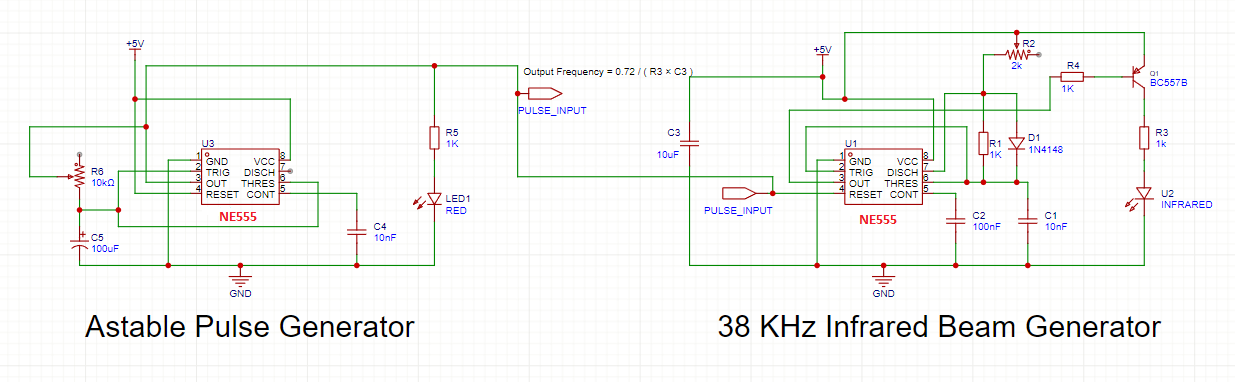 +5V
Output Frequency = 0.72 / ( R3 × C3 )
PULSE_INPUT
R5
1K
LED1
RED
U3
1 GND VCC 8
2 TRIG DISCH 7
3 OUT THRES 6
4 RESET CONT 5
NE555
R6
10kΩ
C5
100uF
C4
10nF
GND
Astable Pulse Generator
+5V
R2
2k
R4
1K
Q1
BC557B
C3
10uF
U1
1 GND VCC 8
2 TRIG DISCH 7
3 OUT THRES 6
4 RESET CONT 5
NE555
R1
1K
D1
1N4148
R3
1k
U2
INFRARED
PULSE_INPUT
C2
100nF
C1
10nF
GND
38 KHz Infrared Beam Generator